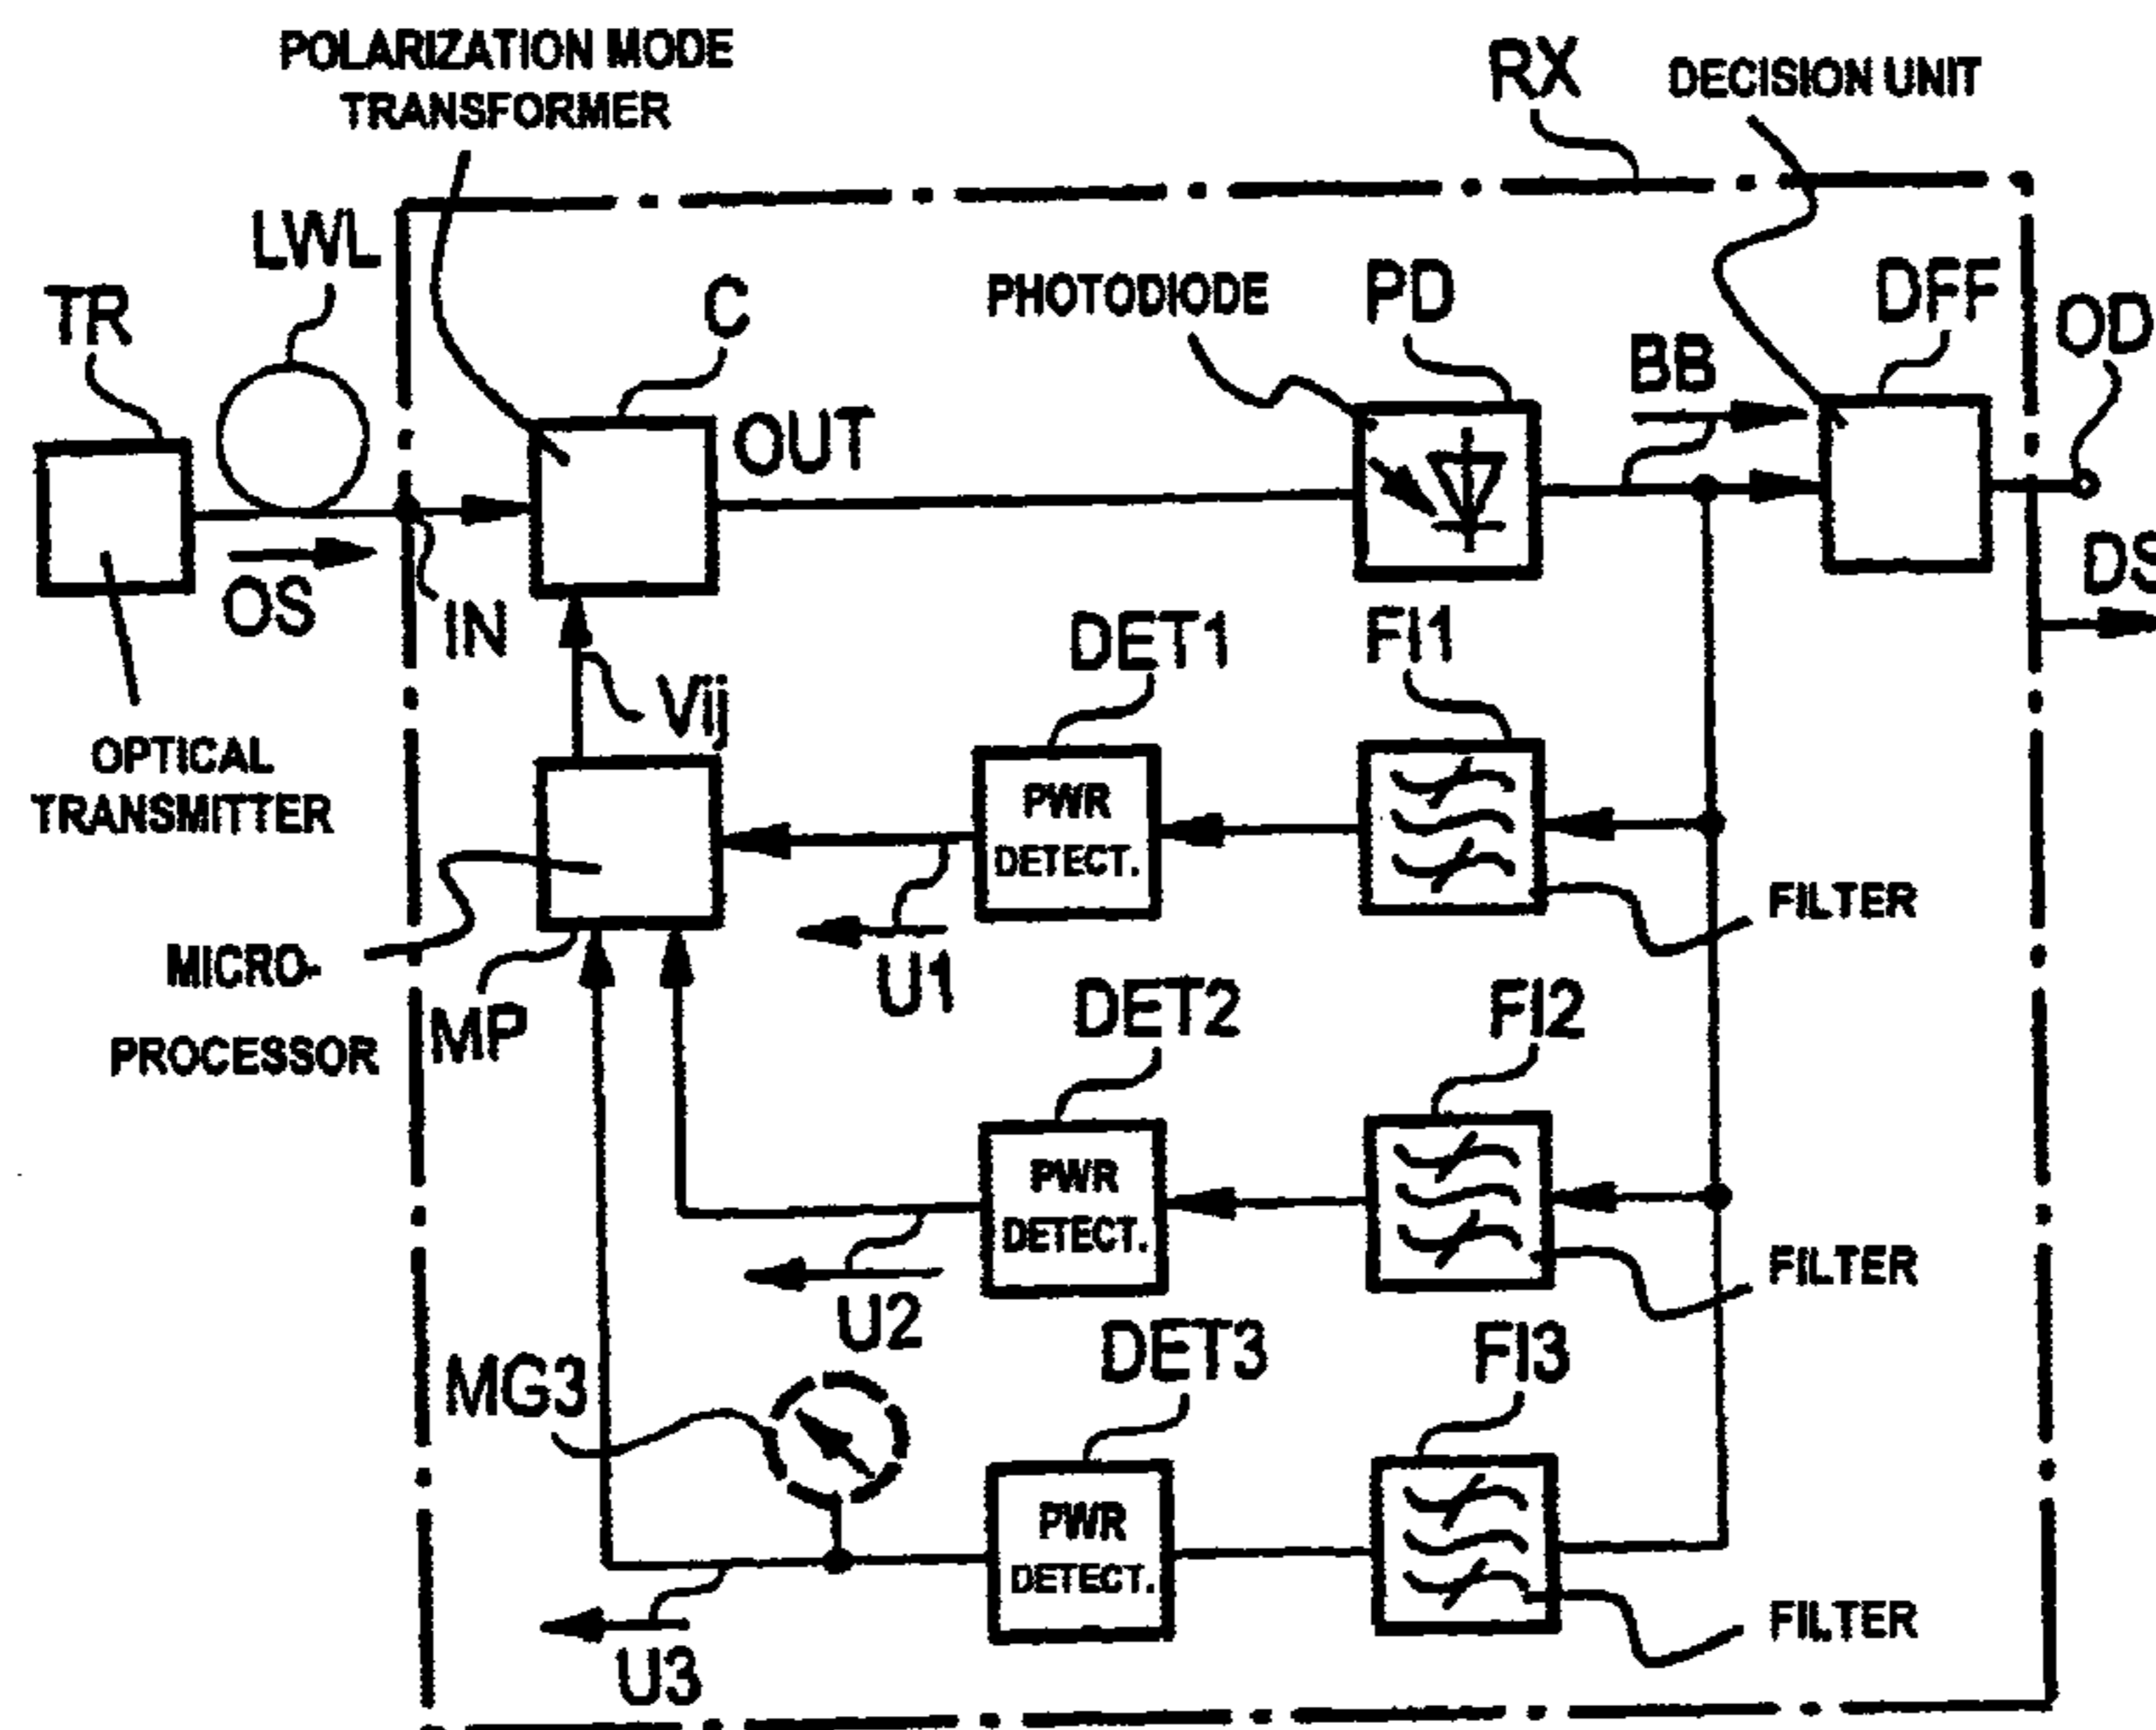 POLARIZATION MODE
TRANSFORMER
RX
DECISION UNIT
LWL
TR
C
PHOTODIODE
PD
DFF
OD
BB
OUT
OS
IN
DS
DET1
FI1
Vij
OPTICAL
TRANSMITTER
PWR
DETECT.
FILTER
MICRO-
PROCESSOR
MP
U1
DET2
FI2
PWR
DETECT.
FILTER
U2
DET3
FI3
MG3
PWR
DETECT.
FILTER
U3